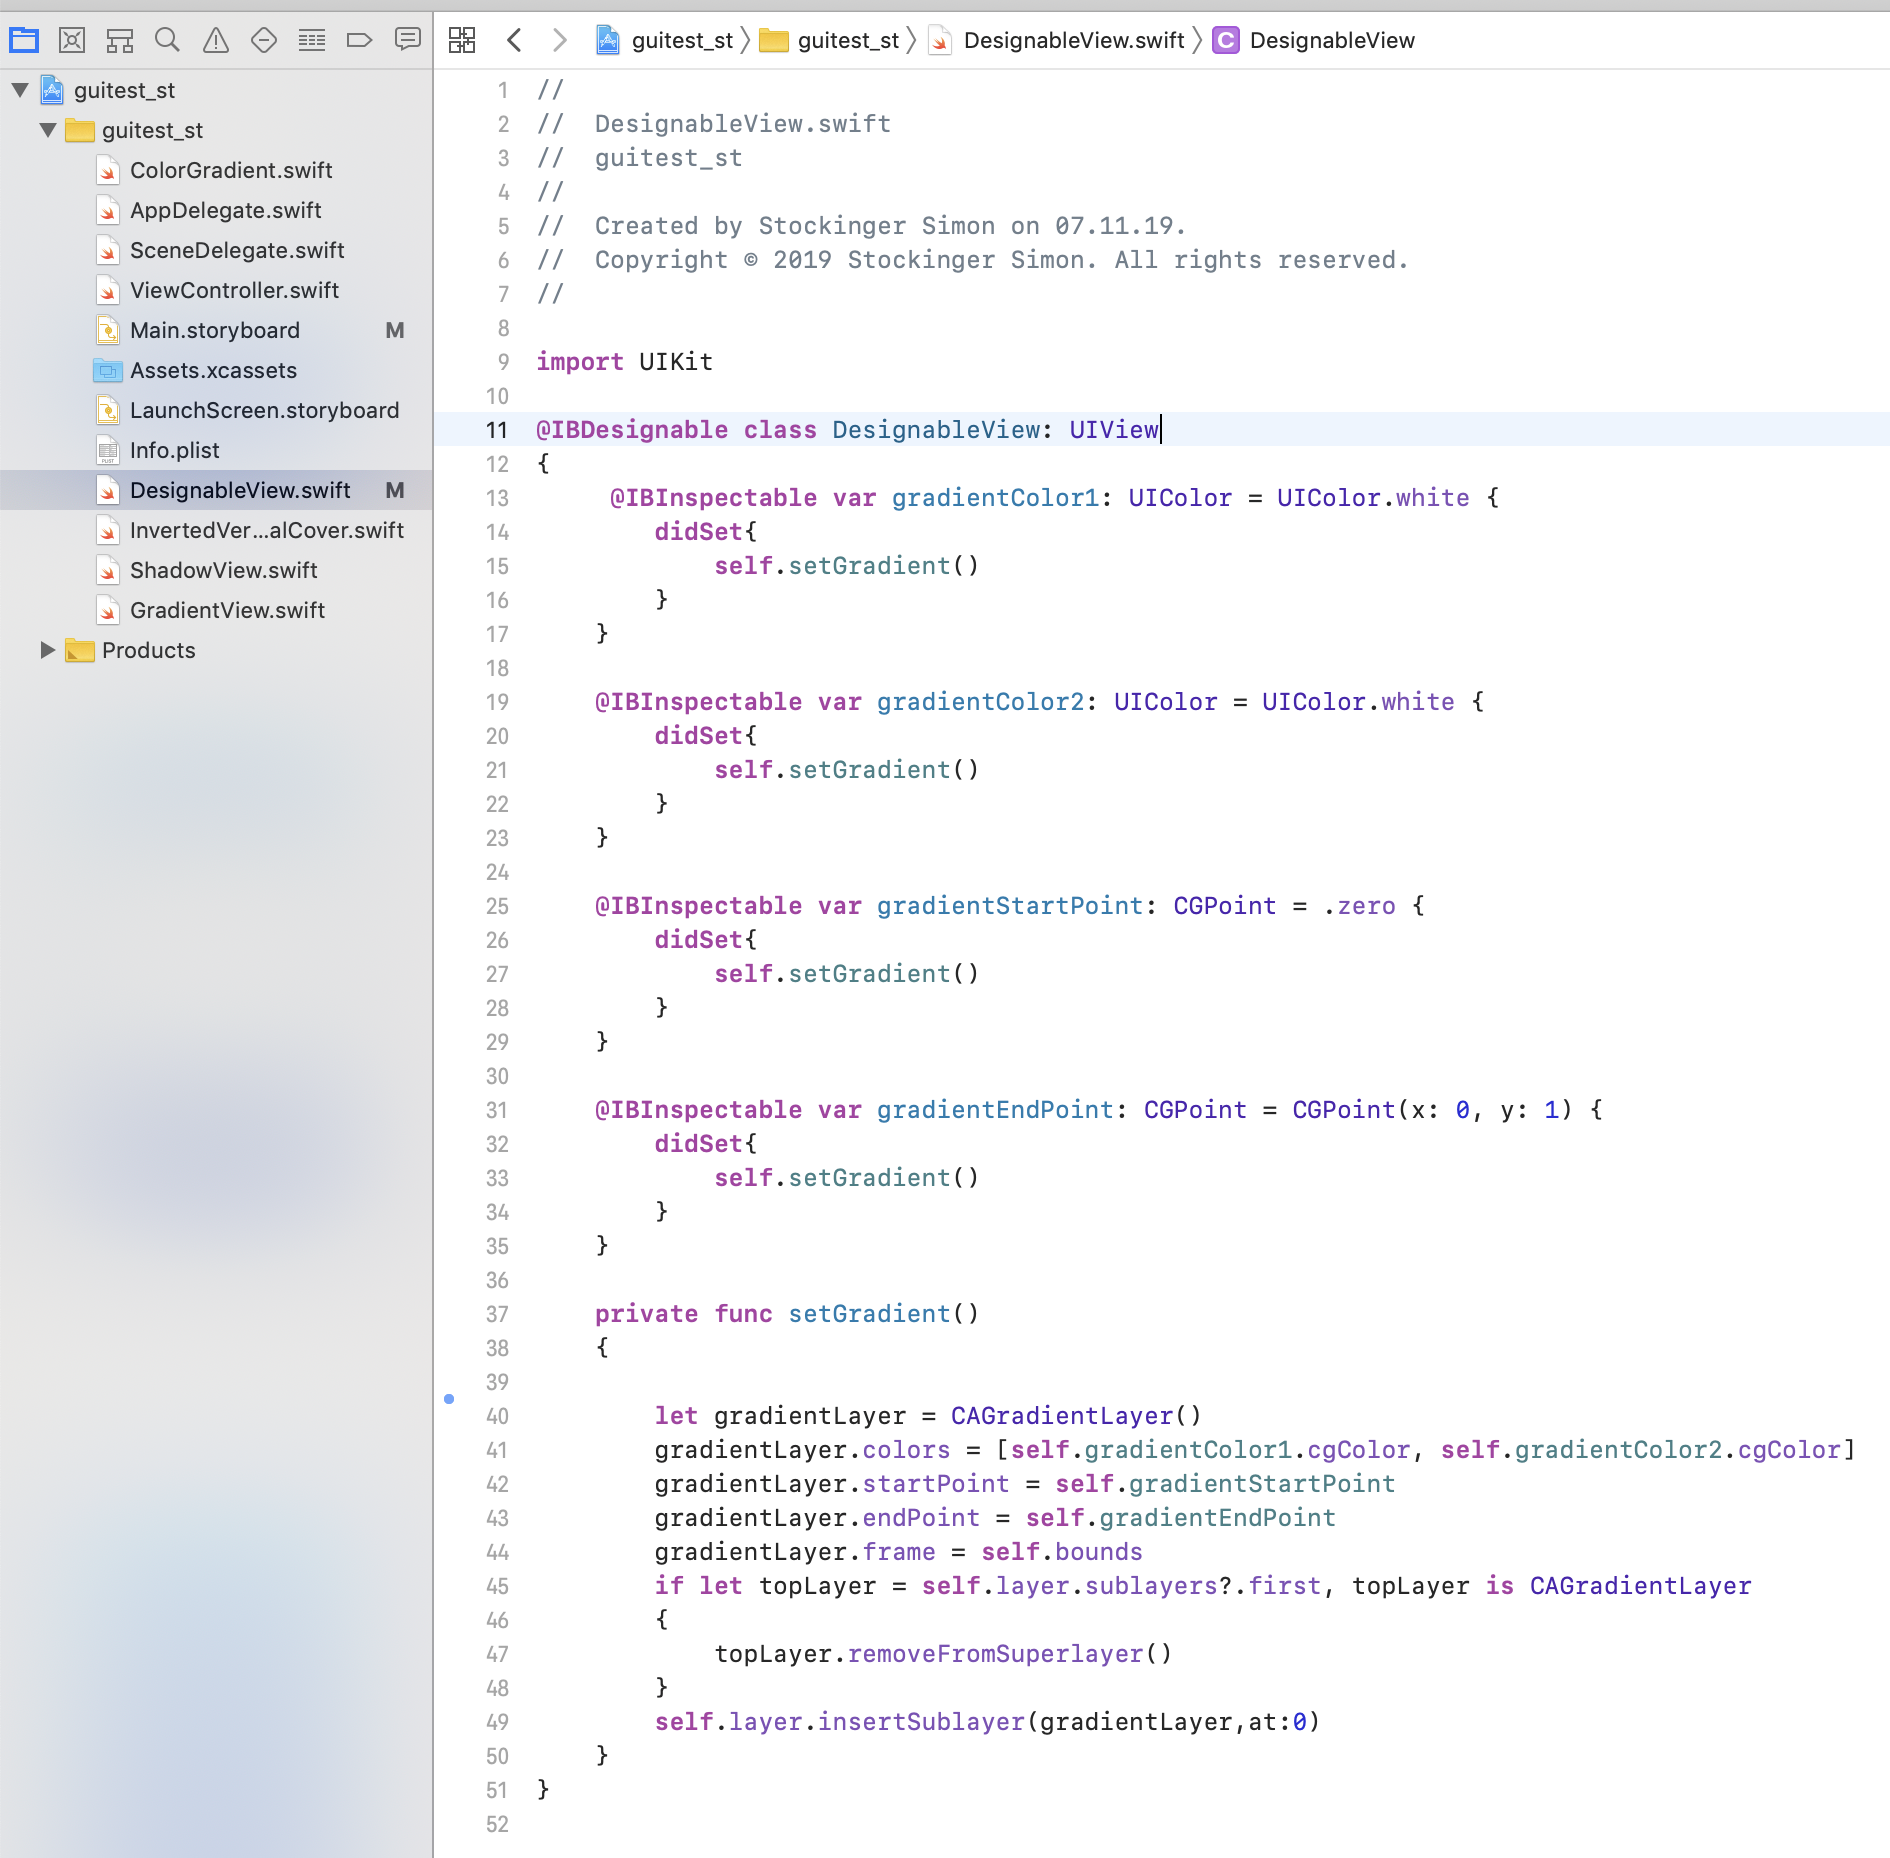 guitest_st
guitest_st
ColorGradient.swift
AppDelegate.swift
SceneDelegate.swift
ViewController.swift
Main.storyboard M
Assets.xcassets
LaunchScreen.storyboard
Info.plist
DesignableView.swift M
InvertedVer...alCover.swift
ShadowView.swift
GradientView.swift
Products
guitest_st guitest_st DesignableView.swift C DesignableView
1 //
2 //  DesignableView.swift
3 //  guitest_st
4 //
5 //  Created by Stockinger Simon on 07.11.19.
6 //  Copyright © 2019 Stockinger Simon. All rights reserved.
7 //
8
9 import UIKit
10
11 @IBDesignable class DesignableView: UIView
12 {
13      @IBInspectable var gradientColor1: UIColor = UIColor.white {
14         didSet{
15             self.setGradient()
16         }
17     }
18
19     @IBInspectable var gradientColor2: UIColor = UIColor.white {
20         didSet{
21             self.setGradient()
22         }
23     }
24
25     @IBInspectable var gradientStartPoint: CGPoint = .zero {
26         didSet{
27             self.setGradient()
28         }
29     }
30
31     @IBInspectable var gradientEndPoint: CGPoint = CGPoint(x: 0, y: 1) {
32         didSet{
33             self.setGradient()
34         }
35     }
36
37     private func setGradient()
38     {
39
40         let gradientLayer = CAGradientLayer()
41         gradientLayer.colors = [self.gradientColor1.cgColor, self.gradientColor2.cgColor]
42         gradientLayer.startPoint = self.gradientStartPoint
43         gradientLayer.endPoint = self.gradientEndPoint
44         gradientLayer.frame = self.bounds
45         if let topLayer = self.layer.sublayers?.first, topLayer is CAGradientLayer
46         {
47             topLayer.removeFromSuperlayer()
48         }
49         self.layer.insertSublayer(gradientLayer,at:0)
50     }
51 }
52